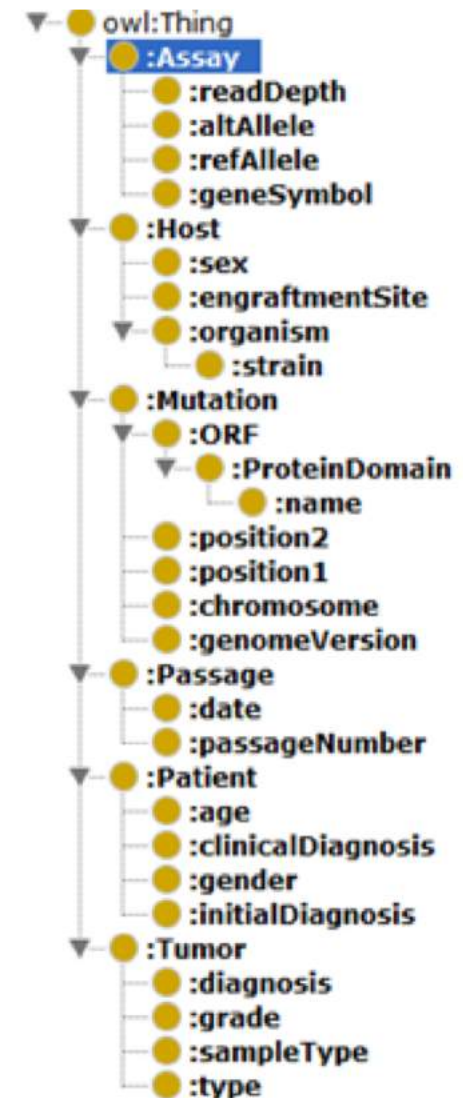 owl:Thing
:Assay
:readDepth
:altAllele
:refAllele
:geneSymbol
:Host
:sex
:engraftmentSite
:organism
:strain
:Mutation
:ORF
:ProteinDomain
:name
:position2
:position1
:chromosome
:genomeVersion
:Passage
:date
:passageNumber
:Patient
:age
:clinicalDiagnosis
:gender
:initialDiagnosis
:Tumor
:diagnosis
:grade
:sampleType
:type